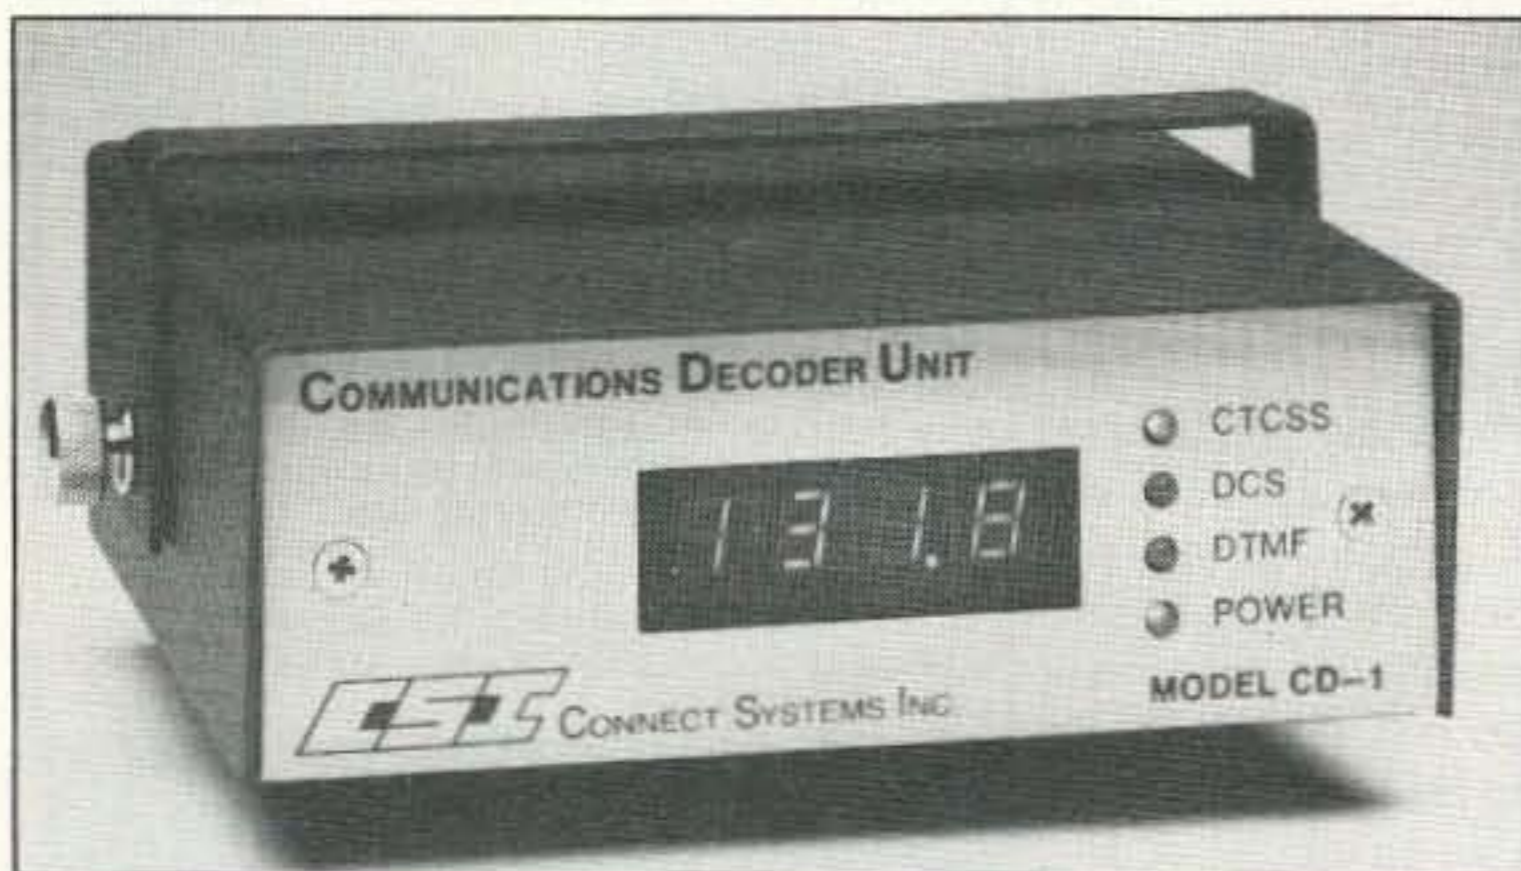 COMMUNICATIONS DECODER UNIT
131.8
CTCSS
DCS
DTMF
POWER
CSI CONNECT SYSTEMS INC.
MODEL CD-1